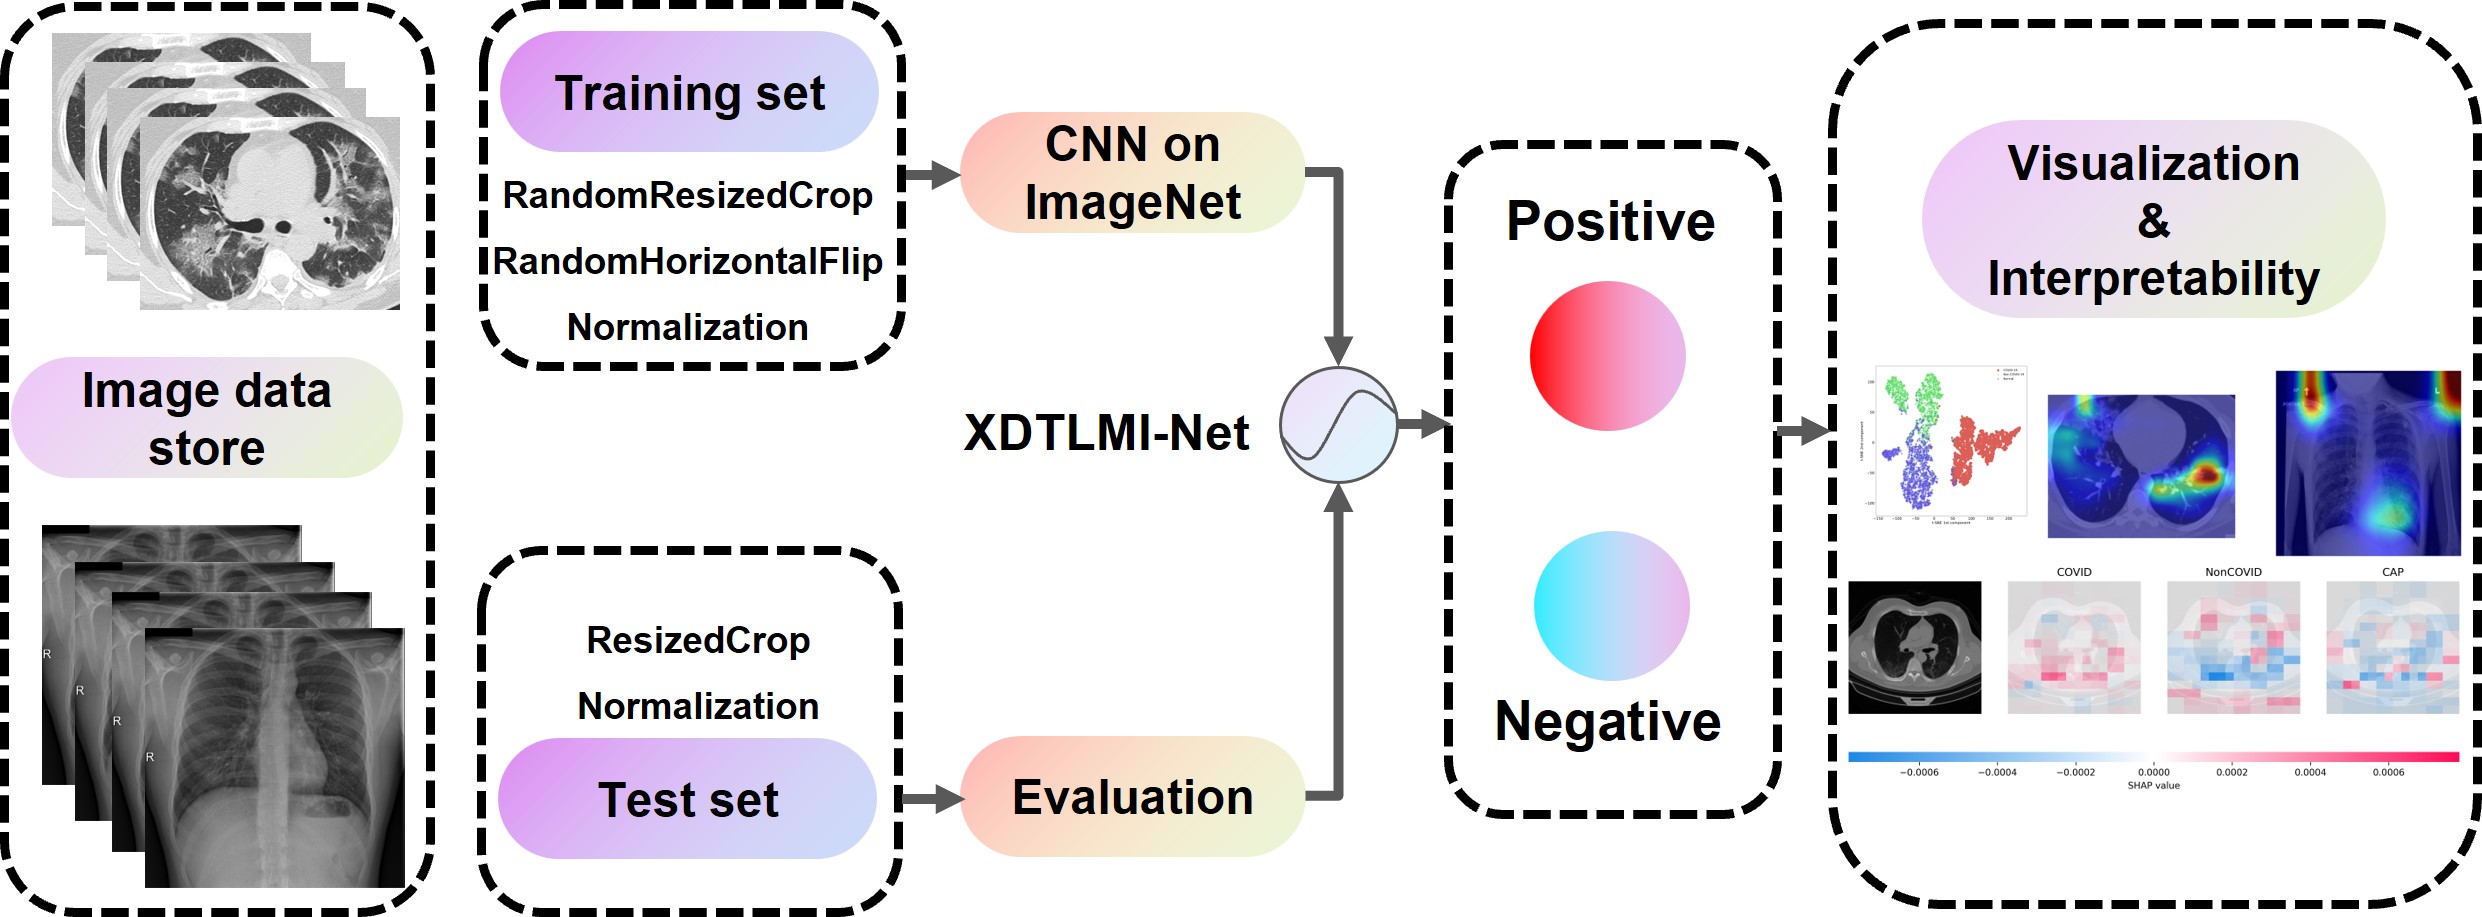 Image data
store
R
R
R
R
Training set
RandomResizedCrop
RandomHorizontalFlip
Normalization
ResizedCrop
Normalization
Test set
CNN on
ImageNet
XDTLMI-Net
Evaluation
Positive
Negative
Visualization
&
Interpretability
COVID
NonCOVID
CAP
−0.0006
−0.0004
−0.0002
0.0000
0.0002
0.0004
0.0006
SHAP value